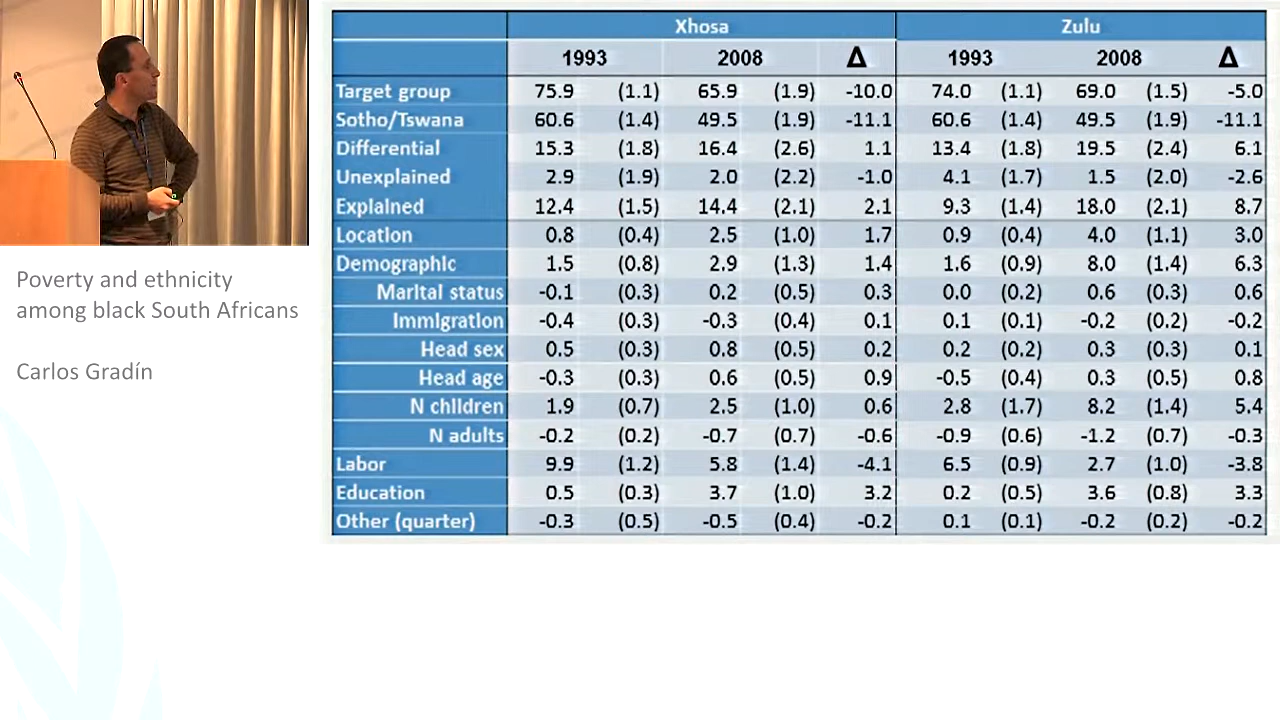 Xhosa Zulu
1993 2008 Δ 1993 2008 Δ
Target group 75.9 (1.1) 65.9 (1.9) -10.0 74.0 (1.1) 69.0 (1.5) -5.0
Sotho/Tswana 60.6 (1.4) 49.5 (1.9) -11.1 60.6 (1.4) 49.5 (1.9) -11.1
Differential 15.3 (1.8) 16.4 (2.6) 1.1 13.4 (1.8) 19.5 (2.4) 6.1
Unexplained 2.9 (1.9) 2.0 (2.2) -1.0 4.1 (1.7) 1.5 (2.0) -2.6
Explained 12.4 (1.5) 14.4 (2.1) 2.1 9.3 (1.4) 18.0 (2.1) 8.7
Location 0.8 (0.4) 2.5 (1.0) 1.7 0.9 (0.4) 4.0 (1.1) 3.0
Demographic 1.5 (0.8) 2.9 (1.3) 1.4 1.6 (0.9) 8.0 (1.4) 6.3
Marital status -0.1 (0.3) 0.2 (0.5) 0.3 0.0 (0.2) 0.6 (0.3) 0.6
Immigration -0.4 (0.3) -0.3 (0.4) 0.1 0.1 (0.1) -0.2 (0.2) -0.2
Head sex 0.5 (0.3) 0.8 (0.5) 0.2 0.2 (0.2) 0.3 (0.3) 0.1
Head age -0.3 (0.3) 0.6 (0.5) 0.9 -0.5 (0.4) 0.3 (0.5) 0.8
N children 1.9 (0.7) 2.5 (1.0) 0.6 2.8 (1.7) 8.2 (1.4) 5.4
N adults -0.2 (0.2) -0.7 (0.7) -0.6 -0.9 (0.6) -1.2 (0.7) -0.3
Labor 9.9 (1.2) 5.8 (1.4) -4.1 6.5 (0.9) 2.7 (1.0) -3.8
Education 0.5 (0.3) 3.7 (1.0) 3.2 0.2 (0.5) 3.6 (0.8) 3.3
Other (quarter) -0.3 (0.5) -0.5 (0.4) -0.2 0.1 (0.1) -0.2 (0.2) -0.2
Poverty and ethnicity
among black South Africans
Carlos Gradín